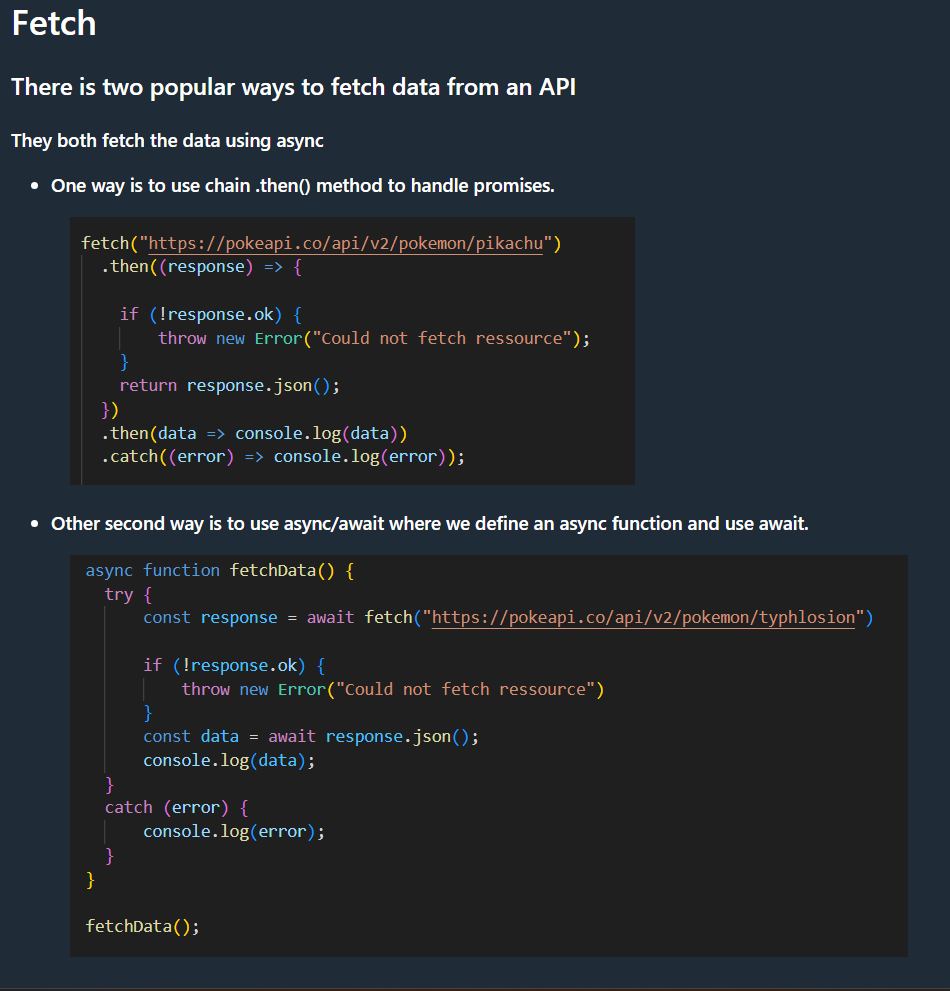 Fetch
There is two popular ways to fetch data from an API
They both fetch the data using async
• One way is to use chain .then() method to handle promises.
fetch("https://pokeapi.co/api/v2/pokemon/pikachu")
.then((response) => {
if (!response.ok) {
throw new Error("Could not fetch ressource");
}
return response.json();
})
.then(data => console.log(data))
.catch((error) => console.log(error));
• Other second way is to use async/await where we define an async function and use await.
async function fetchData() {
try {
const response = await fetch("https://pokeapi.co/api/v2/pokemon/typhlosion")
if (!response.ok) {
throw new Error("Could not fetch ressource")
}
const data = await response.json();
console.log(data);
}
catch (error) {
console.log(error);
}
}
fetchData();